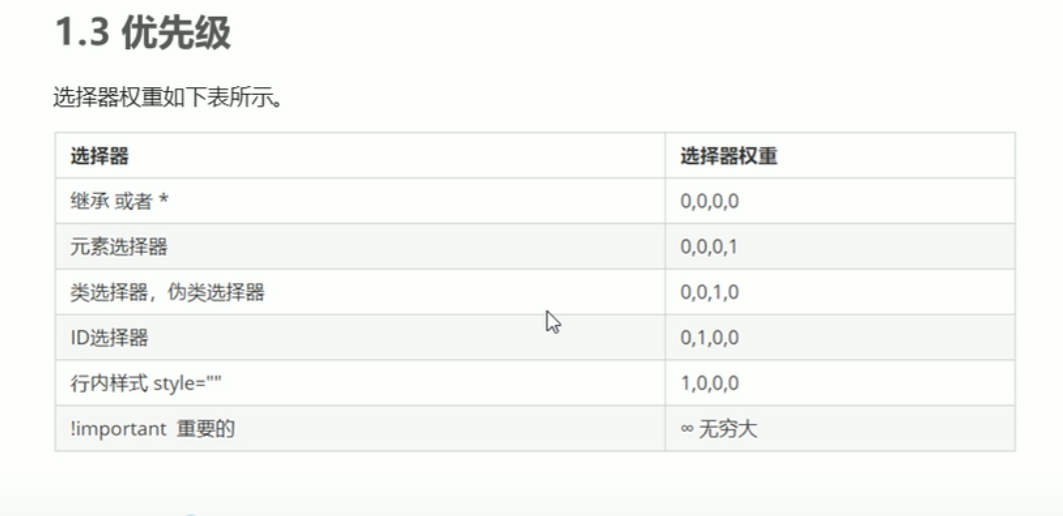 1.3 优先级
选择器权重如下表所示。
选择器 选择器权重
继承 或者 * 0,0,0,0
元素选择器 0,0,0,1
类选择器，伪类选择器 0,0,1,0
ID选择器 0,1,0,0
行内样式 style="" 1,0,0,0
!important 重要的 ∞ 无穷大